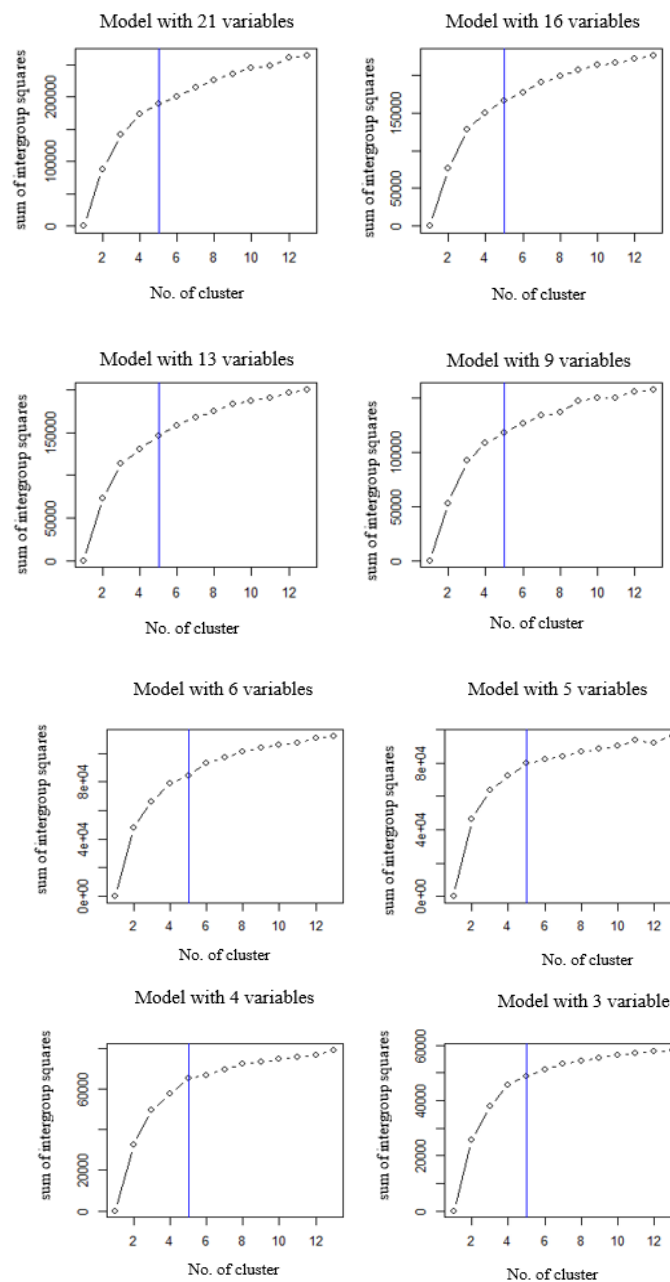 Model with 21 variables
sum of intergroup squares
0 100000 200000
2 4 6 8 10 12
No. of cluster
Model with 16 variables
sum of intergroup squares
0 50000 150000
2 4 6 8 10 12
No. of cluster
Model with 13 variables
sum of intergroup squares
0 50000 150000
2 4 6 8 10 12
No. of cluster
Model with 9 variables
sum of intergroup squares
0 50000 100000
2 4 6 8 10 12
No. of cluster
Model with 6 variables
sum of intergroup squares
0e+00 4e+04 8e+04
2 4 6 8 10 12
No. of cluster
Model with 5 variables
sum of intergroup squares
0e+00 4e+04 8e+04
2 4 6 8 10 12
No. of cluster
Model with 4 variables
sum of intergroup squares
0 20000 60000
2 4 6 8 10 12
No. of cluster
Model with 3 variable
sum of intergroup squares
0 20000 40000 60000
2 4 6 8 10 12
No. of cluster